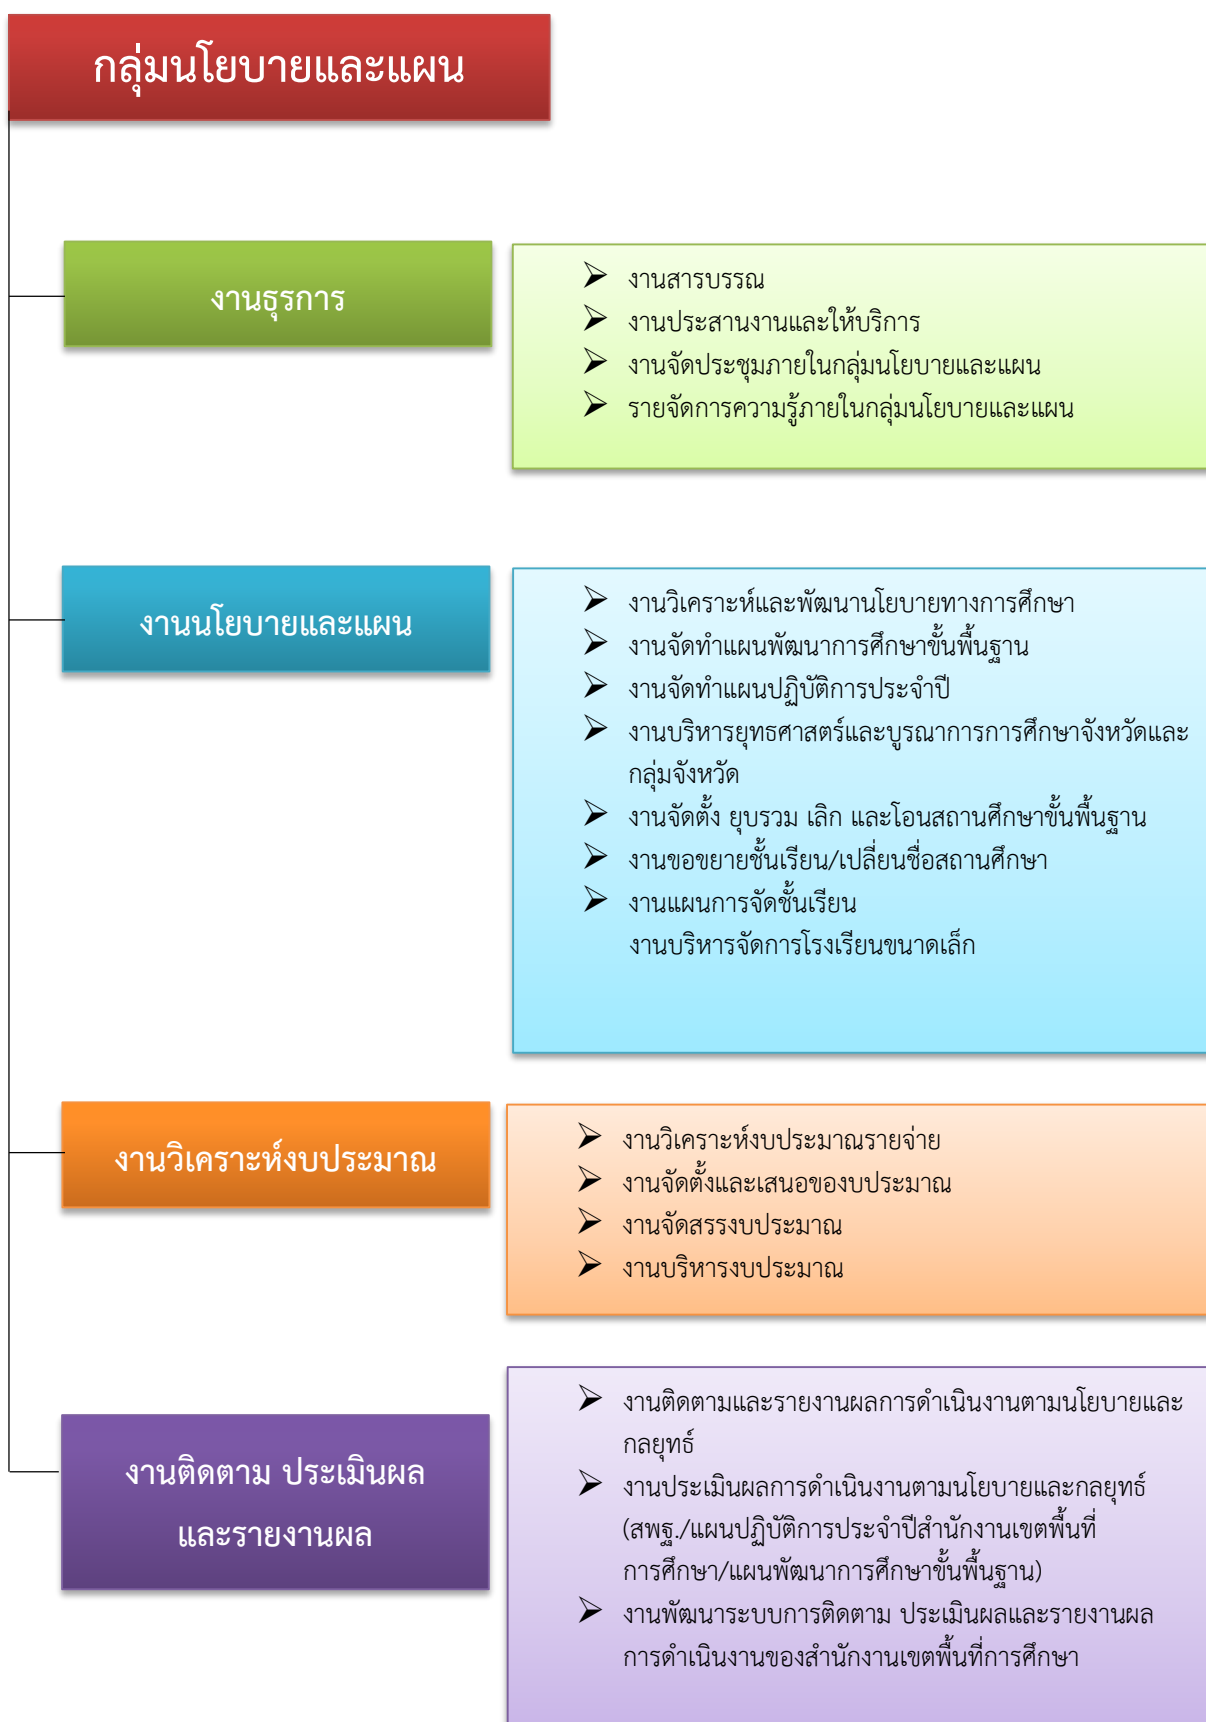 กลุ่มนโยบายและแผน
งานธุรการ
งานสารบรรณ
งานประสานงานและให้บริการ
งานจัดประชุมภายในกลุ่มนโยบายและแผน
รายจัดการความรู้ภายในกลุ่มนโยบายและแผน
งานนโยบายและแผน
งานวิเคราะห์และพัฒนานโยบายทางการศึกษา
งานจัดทำแผนพัฒนาการศึกษาขั้นพื้นฐาน
งานจัดทำแผนปฏิบัติการประจำปี
งานบริหารยุทธศาสตร์และบูรณาการการศึกษาจังหวัดและ
กลุ่มจังหวัด
งานจัดตั้ง ยุบรวม เลิก และโอนสถานศึกษาขั้นพื้นฐาน
งานขอขยายชั้นเรียน/เปลี่ยนชื่อสถานศึกษา
งานแผนการจัดชั้นเรียน
งานบริหารจัดการโรงเรียนขนาดเล็ก
งานวิเคราะห์งบประมาณ
งานวิเคราะห์งบประมาณรายจ่าย
งานจัดตั้งและเสนอของบประมาณ
งานจัดสรรงบประมาณ
งานบริหารงบประมาณ
งานติดตาม ประเมินผล
และรายงานผล
งานติดตามและรายงานผลการดำเนินงานตามนโยบายและ
กลยุทธ์
งานประเมินผลการดำเนินงานตามนโยบายและกลยุทธ์
(สพฐ./แผนปฏิบัติการประจำปีสำนักงานเขตพื้นที่
การศึกษา/แผนพัฒนาการศึกษาขั้นพื้นฐาน)
งานพัฒนาระบบการติดตาม ประเมินผลและรายงานผล
การดำเนินงานของสำนักงานเขตพื้นที่การศึกษา